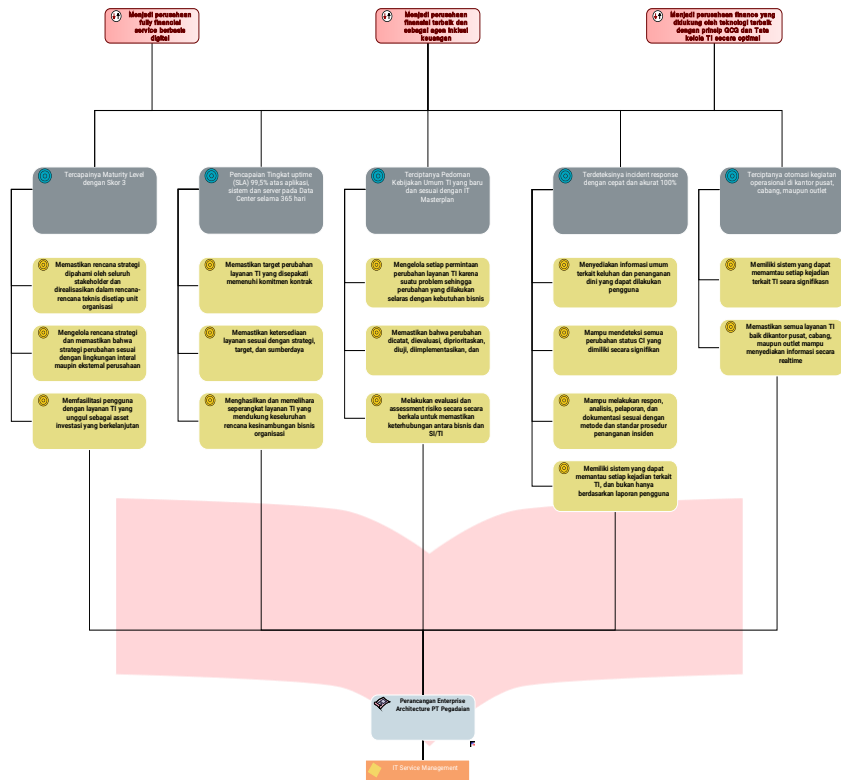 Menjadi perusahaan
fully financial
service berbasis
digital
Menjadi perusahaan
finansial terbaik dan
sebagai agen inklusi
keuangan
Menjadi perusahaan finance yang
didukung oleh teknologi terbaik
dengan prinsip GCG dan Tata
kelola TI secara optimal
Tercapainya Maturity Level
dengan Skor 3
Pencapaian Tingkat uptime
(SLA) 99,5% atas aplikasi,
sistem dan server pada Data
Center selama 365 hari
Terciptanya Pedoman
Kebijakan Umum TI yang baru
dan sesuai dengan IT
Masterplan
Terdeteksinya incident response
dengan cepat dan akurat 100%
Terciptanya otomasi kegiatan
operasional di kantor pusat,
cabang, maupun outlet
Memastikan rencana strategi
dipahami oleh seluruh
stakeholder dan
direalisasikan dalam rencana-
rencana teknis disetiap unit
organisasi
Memastikan target perubahan
layanan TI yang disepakati
memenuhi komitmen kontrak
Mengelola setiap permintaan
perubahan layanan TI karena
suatu problem sehingga
perubahan yang dilakukan
selaras dengan kebutuhan bisnis
Menyediakan informasi umum
terkait keluhan dan penanganan
dini yang dapat dilakukan
pengguna
Memiliki sistem yang dapat
memamtau setiap kejadian
terkait TI seara signifikasn
Mengelola rencana strategi
dan memastikan bahwa
strategi perubahan sesuai
dengan lingkungan interal
maupin eksternal perusahaan
Memastikan ketersediaan
layanan sesuai dengan strategi,
target, dan sumberdaya
Memastikan bahwa perubahan
dicatat, dievaluasi, diprioritaskan,
diuji, diimplementasikan, dan
Mampu mendeteksi semua
perubahan status CI yang
dimiliki secara signifikan
Memastikan semua layanan TI
baik dikantor pusat, cabang,
maupun outlet mampu
menyediakan informasi secara
realtime
Memfasilitasi pengguna
dengan layanan TI yang
unggul sebagai asset
investasi yang berkelanjutan
Menghasilkan dan memelihara
seperangkat layanan TI yang
mendukung keseluruhan
rencana kesinambungan bisnis
organisasi
Melakukan evaluasi dan
assessment risiko secara secara
berkala untuk memastikan
keterhubungan antara bisnis dan
SI/TI
Mampu melakukan respon,
analisis, pelaporan, dan
dokumentasi sesuai dengan
metode dan standar prosedur
penanganan insiden
Memiliki sistem yang dapat
memantau setiap kejadian terkait
TI, dan bukan hanya
berdasarkan laporan pengguna
Perancangan Enterprise
Architecture PT Pegadaian
IT Service Management